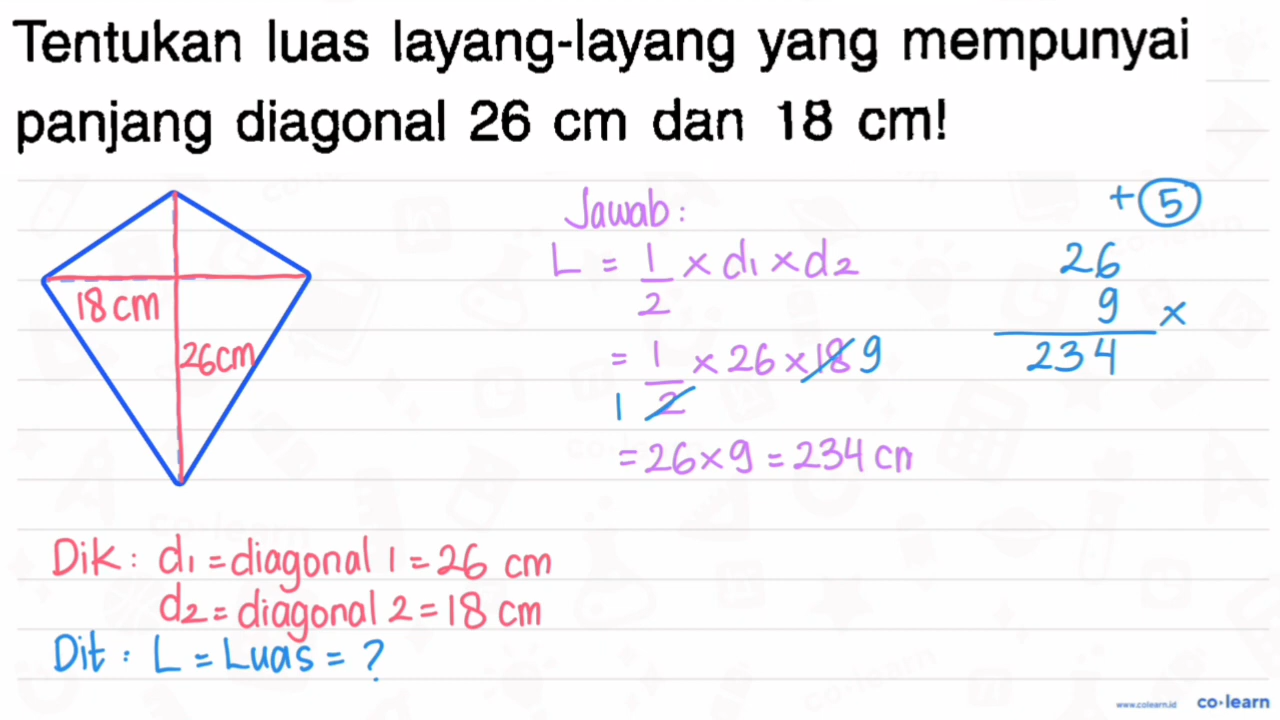 Tentukan luas layang-layang yang mempunyai
panjang diagonal 26 cm dan 18 cm!
18 cm
26 cm
Jawab:
L = 1/2 × d1 × d2
= 1/2 × 26 × 18 9
1
= 26 × 9 = 234 cm
+ 5
26
9 ×
234
Dik : d1 = diagonal 1 = 26 cm
d2 = diagonal 2 = 18 cm
Dit : L = Luas = ?
www.colearn.id co·learn